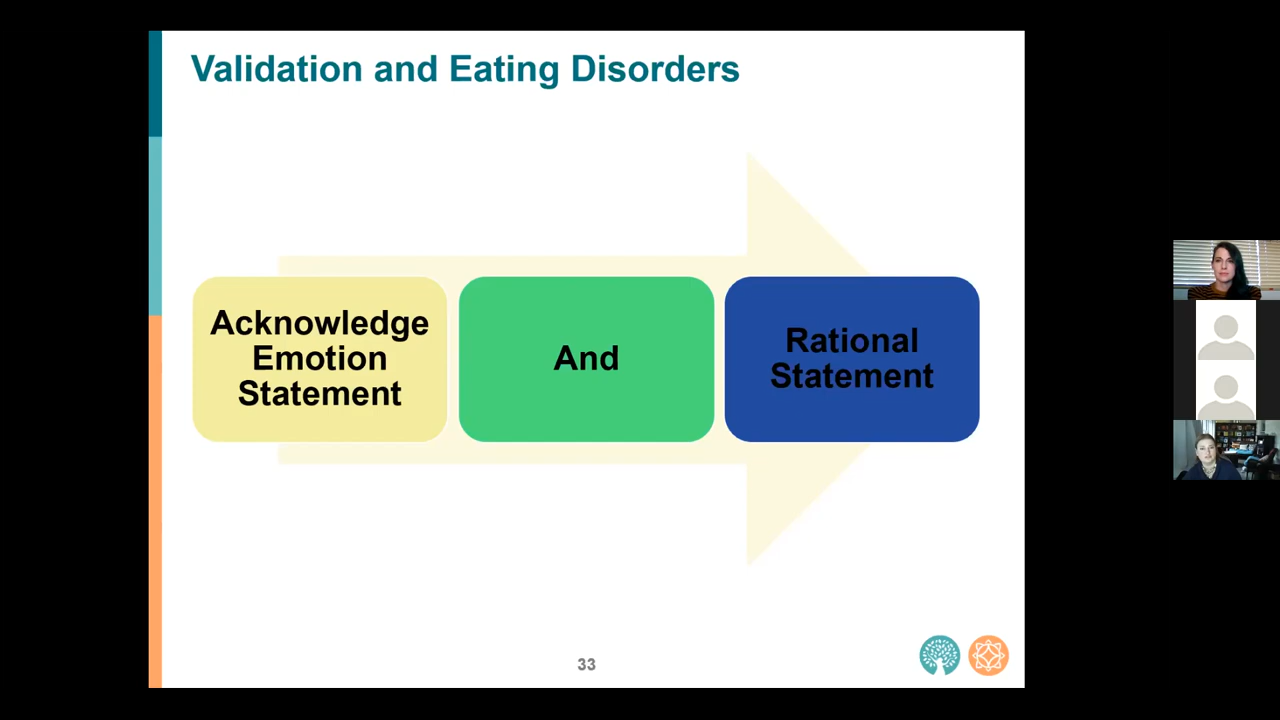 Validation and Eating Disorders
Acknowledge
Emotion
Statement
And
Rational
Statement
33